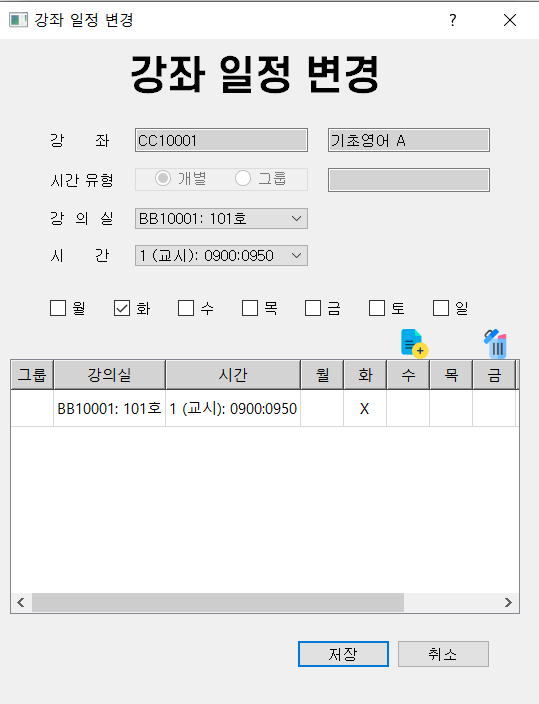 강좌 일정 변경
?
강좌 일정 변경
강 좌 CC10001 기초영어 A
시간 유형 개별 그룹
강 의 실 BB10001: 101호
시 간 1 (교시): 0900:0950
월 화 수 목 금 토 일
그룹 강의실 시간 월 화 수 목 금
BB10001: 101호 1 (교시): 0900:0950 X
저장 취소